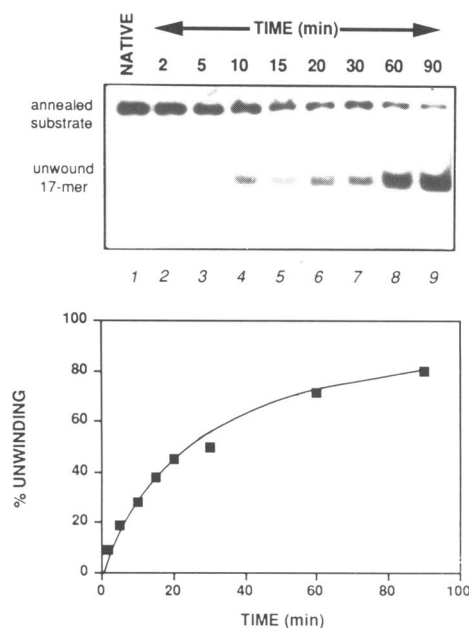 NATIVE
TIME (min)
2 5 10 15 20 30 60 90
annealed
substrate
unwound
17-mer
1 2 3 4 5 6 7 8 9
100
80
60
40
20
0
% UNWINDING
0 20 40 60 80 100
TIME (min)